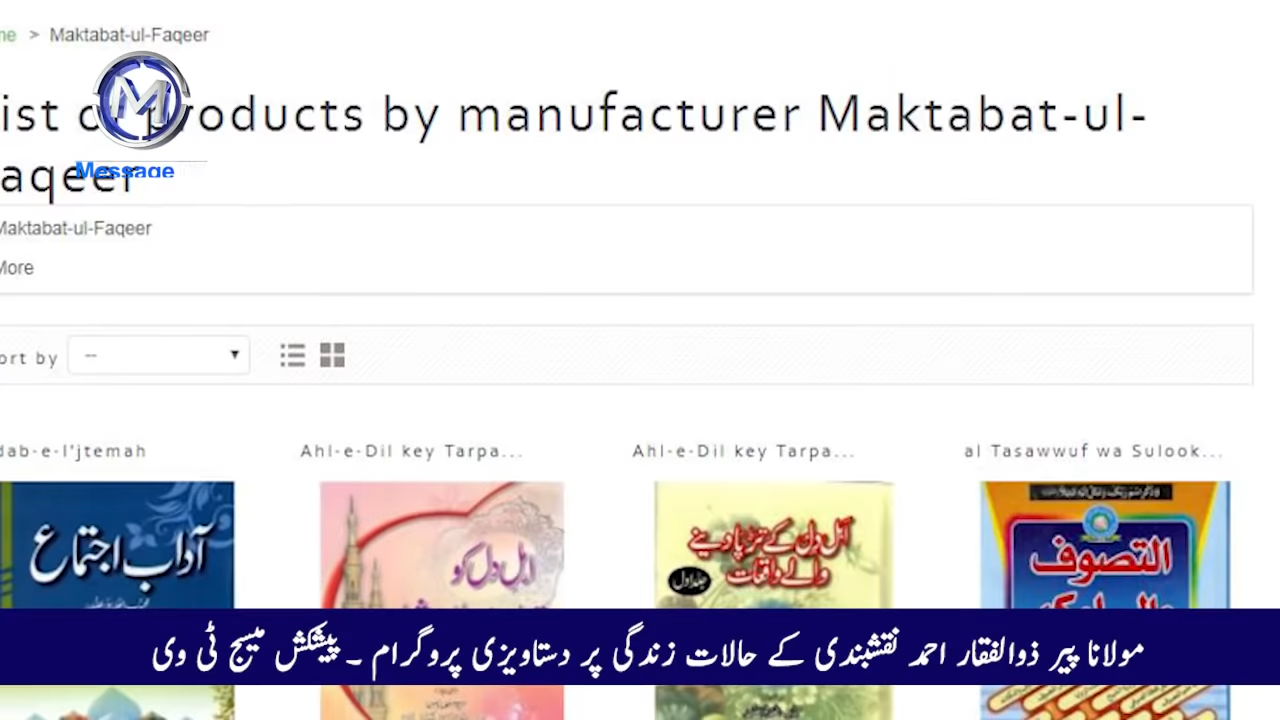 me > Maktabat-ul-Faqeer
ist of products by manufacturer Maktabat-ul-
aqeer
Message
Maktabat-ul-Faqeer
More
ort by --
dab-e-I'jtemah
Ahl-e-Dil key Tarpa...
Ahl-e-Dil key Tarpa...
al Tasawwuf wa Sulook...
آداب اجتماع
اہل دل کو
اہل دل کے تڑپا دینے
والے واقعات
جلد اول
التصوف
مولانا پیر ذوالفقار احمد نقشبندی کے حالات زندگی پر دستاویزی پروگرام ۔ پیشکش میسج ٹی وی